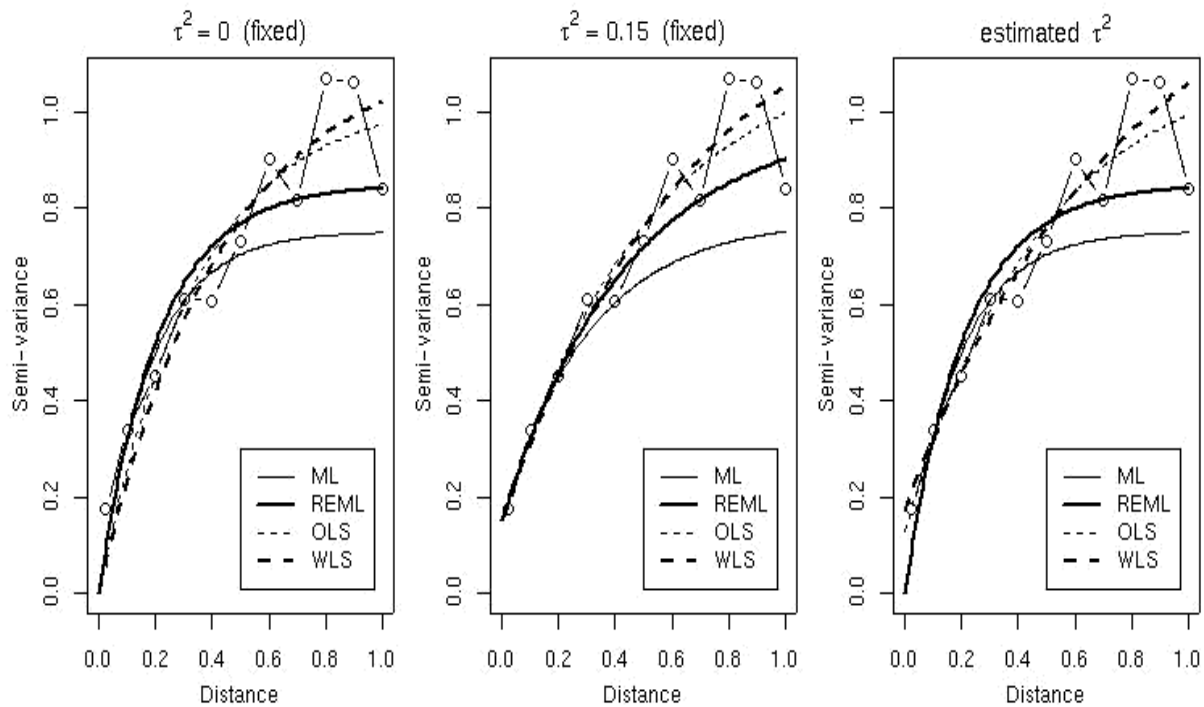 τ² = 0 (fixed)
Semi-variance
1.0
0.8
0.6
0.4
0.2
0.0
ML
REML
OLS
WLS
0.0 0.2 0.4 0.6 0.8 1.0
Distance
τ² = 0.15 (fixed)
Semi-variance
1.0
0.8
0.6
0.4
0.2
0.0
ML
REML
OLS
WLS
0.0 0.2 0.4 0.6 0.8 1.0
Distance
estimated τ²
Semi-variance
1.0
0.8
0.6
0.4
0.2
0.0
ML
REML
OLS
WLS
0.0 0.2 0.4 0.6 0.8 1.0
Distance